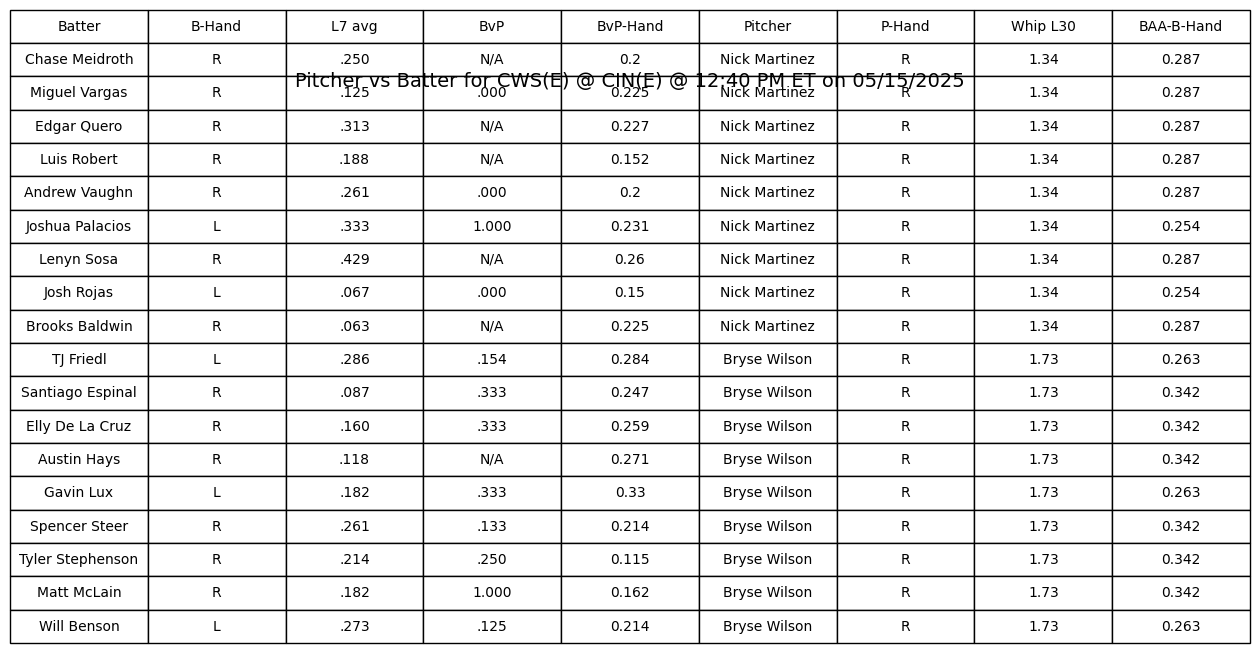 Batter B-Hand L7 avg BvP BvP-Hand Pitcher P-Hand Whip L30 BAA-B-Hand
Chase Meidroth R .250 N/A 0.2 Nick Martinez R 1.34 0.287
Pitcher vs Batter for CWS(E) @ CIN(E) @ 12:40 PM ET on 05/15/2025
Miguel Vargas R .125 .000 0.225 Nick Martinez R 1.34 0.287
Edgar Quero R .313 N/A 0.227 Nick Martinez R 1.34 0.287
Luis Robert R .188 N/A 0.152 Nick Martinez R 1.34 0.287
Andrew Vaughn R .261 .000 0.2 Nick Martinez R 1.34 0.287
Joshua Palacios L .333 1.000 0.231 Nick Martinez R 1.34 0.254
Lenyn Sosa R .429 N/A 0.26 Nick Martinez R 1.34 0.287
Josh Rojas L .067 .000 0.15 Nick Martinez R 1.34 0.254
Brooks Baldwin R .063 N/A 0.225 Nick Martinez R 1.34 0.287
TJ Friedl L .286 .154 0.284 Bryse Wilson R 1.73 0.263
Santiago Espinal R .087 .333 0.247 Bryse Wilson R 1.73 0.342
Elly De La Cruz R .160 .333 0.259 Bryse Wilson R 1.73 0.342
Austin Hays R .118 N/A 0.271 Bryse Wilson R 1.73 0.342
Gavin Lux L .182 .333 0.33 Bryse Wilson R 1.73 0.263
Spencer Steer R .261 .133 0.214 Bryse Wilson R 1.73 0.342
Tyler Stephenson R .214 .250 0.115 Bryse Wilson R 1.73 0.342
Matt McLain R .182 1.000 0.162 Bryse Wilson R 1.73 0.342
Will Benson L .273 .125 0.214 Bryse Wilson R 1.73 0.263